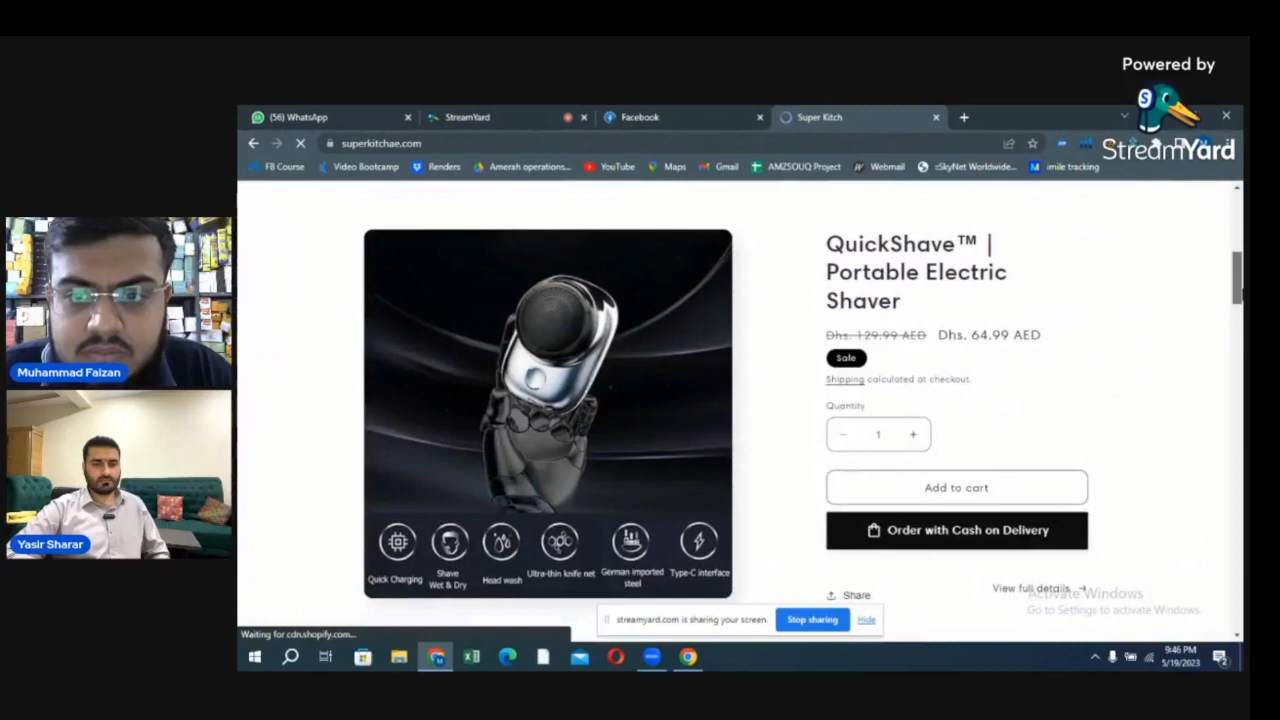 Powered by
StreamYard
(56) WhatsApp
StreamYard
Facebook
Super Kitch
superkitchae.com
FB Course
Video Bootcamp
Renders
Amerah operations...
YouTube
Maps
Gmail
AMZSOUQ Project
Webmail
:SkyNet Worldwide...
imile tracking
QuickShave™ |
Portable Electric
Shaver
Dhs. 129.99 AED Dhs. 64.99 AED
Sale
Shipping calculated at checkout.
Quantity
− 1 +
Add to cart
Order with Cash on Delivery
View full details →
Share
Quick Charging
Shave
Wet & Dry
Head wash
Ultra-thin knife net
German imported
steel
Type-C interface
Muhammad Faizan
Yasir Sharar
Activate Windows
Go to Settings to activate Windows.
streamyard.com is sharing your screen.
Stop sharing
Hide
Waiting for cdn.shopify.com...
9:46 PM
5/19/2023